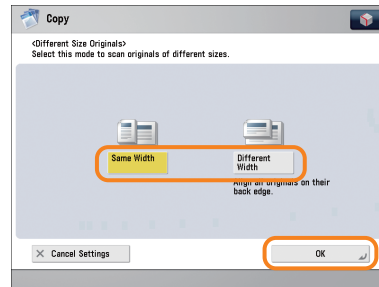 Copy
<Different Size Originals>
Select this mode to scan originals of different sizes.
Same Width
Different
Width
Align all originals on their
back edge.
× Cancel Settings
OK